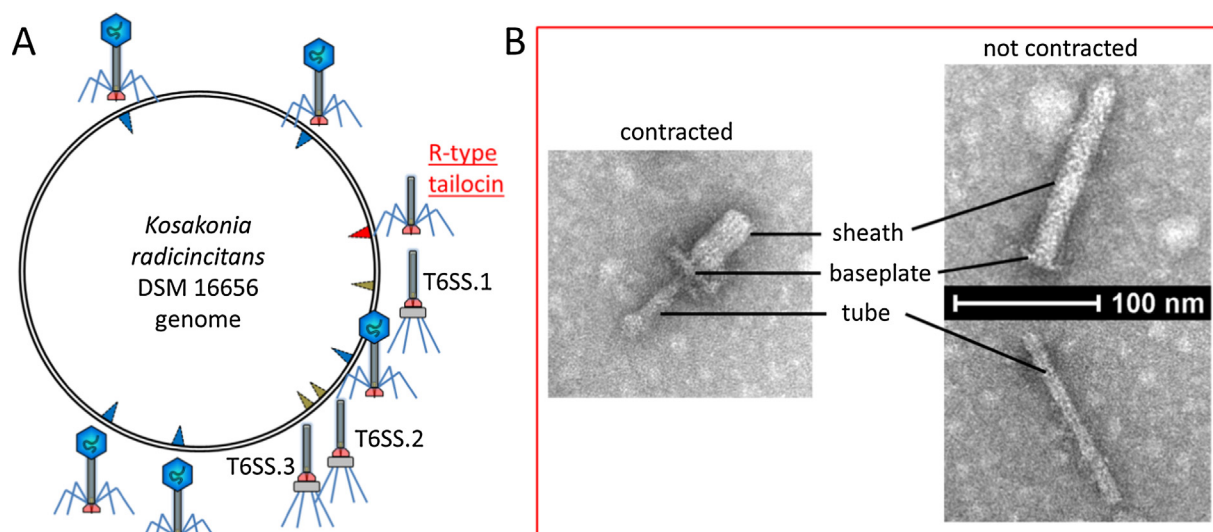 A
R-type
tailocin
Kosakonia
radicincitans
DSM 16656
genome
T6SS.1
T6SS.2
T6SS.3
B
not contracted
contracted
sheath
baseplate
100 nm
tube